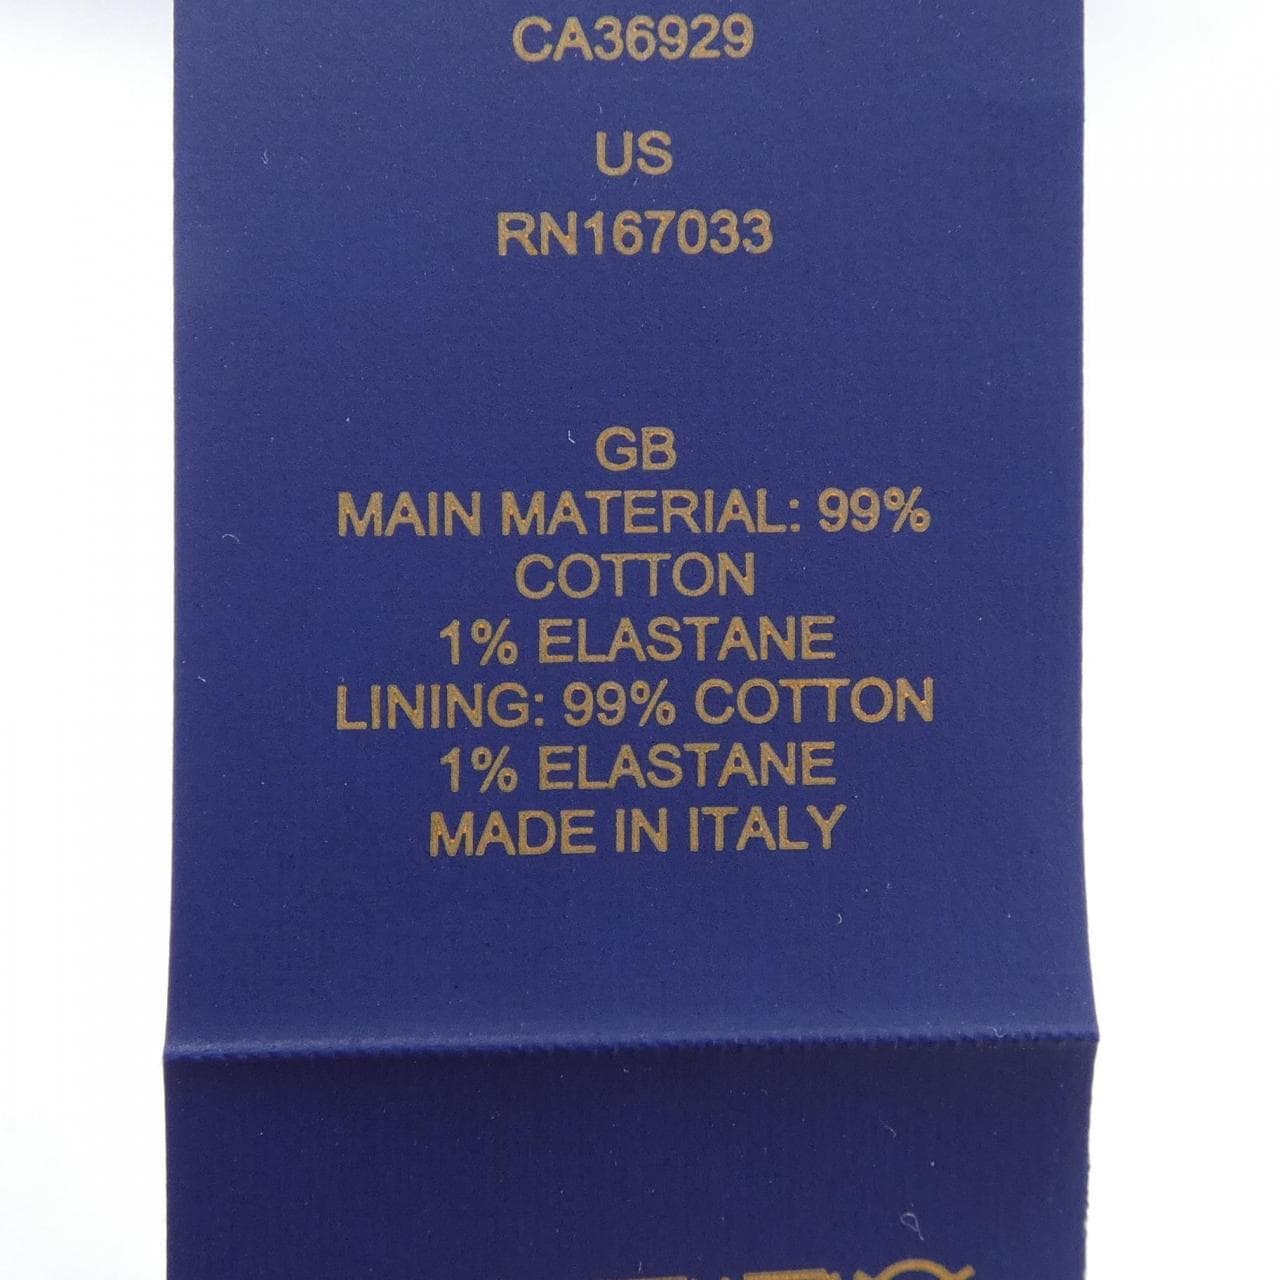 CA36929
US
RN167033
GB
MAIN MATERIAL: 99%
COTTON
1% ELASTANE
LINING: 99% COTTON
1% ELASTANE
MADE IN ITALY